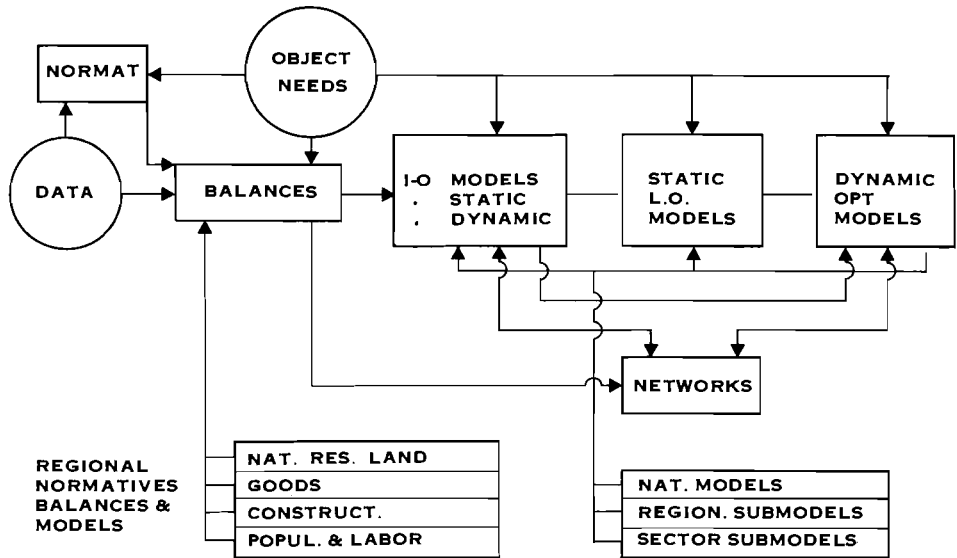 OBJECT
NEEDS
NORMAT
DATA
BALANCES
I-O MODELS
. STATIC
. DYNAMIC
STATIC
L.O.
MODELS
DYNAMIC
OPT
MODELS
NETWORKS
REGIONAL
NORMATIVES
BALANCES &
MODELS
NAT. RES. LAND
GOODS
CONSTRUCT.
POPUL. & LABOR
NAT. MODELS
REGION. SUBMODELS
SECTOR SUBMODELS